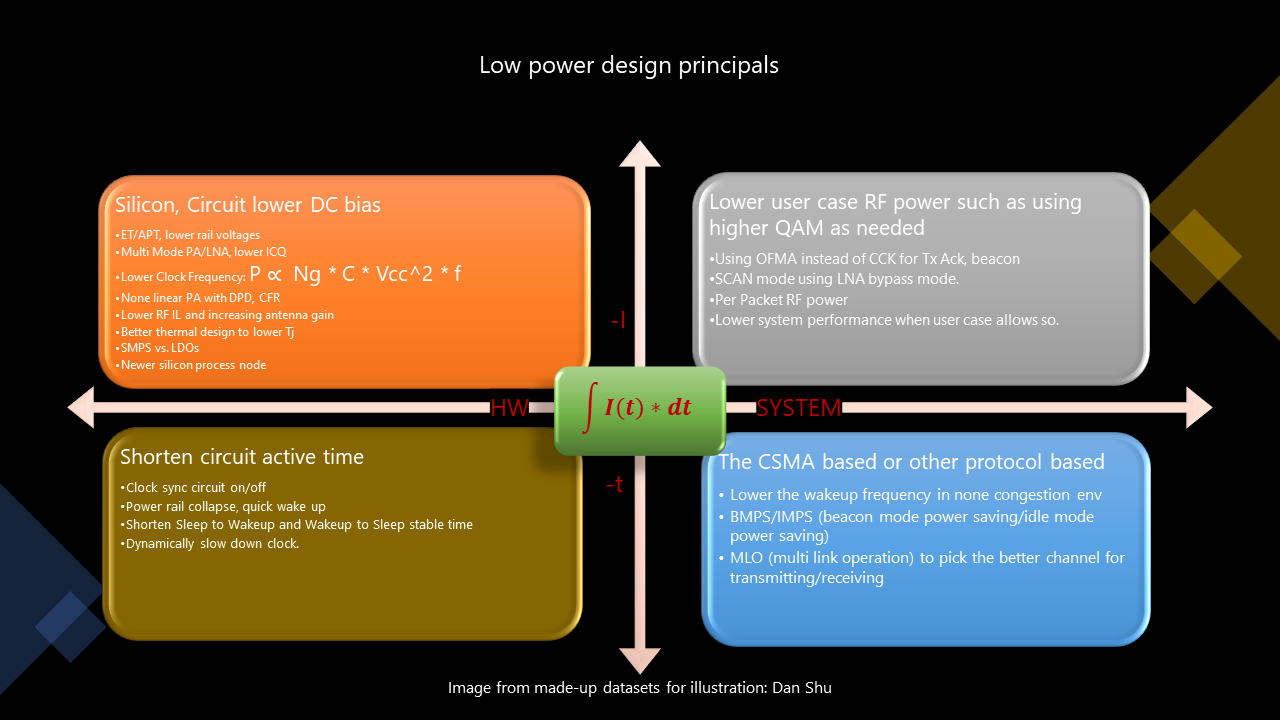 Low power design principals
Silicon, Circuit lower DC bias
•ET/APT, lower rail voltages
•Multi Mode PA/LNA, lower ICQ
•Lower Clock Frequency: P ∝ Ng * C * Vcc^2 * f
•None linear PA with DPD, CFR
•Lower RF IL and increasing antenna gain
•Better thermal design to lower Tj
•SMPS vs. LDOs
•Newer silicon process node
Lower user case RF power such as using
higher QAM as needed
•Using OFMA instead of CCK for Tx Ack, beacon
•SCAN mode using LNA bypass mode.
•Per Packet RF power
•Lower system performance when user case allows so.
-I
HW
∫ I(t) * dt
SYSTEM
-t
Shorten circuit active time
•Clock sync circuit on/off
•Power rail collapse, quick wake up
•Shorten Sleep to Wakeup and Wakeup to Sleep stable time
•Dynamically slow down clock.
The CSMA based or other protocol based
• Lower the wakeup frequency in none congestion env
• BMPS/IMPS (beacon mode power saving/idle mode
power saving)
• MLO (multi link operation) to pick the better channel for
transmitting/receiving
Image from made-up datasets for illustration: Dan Shu